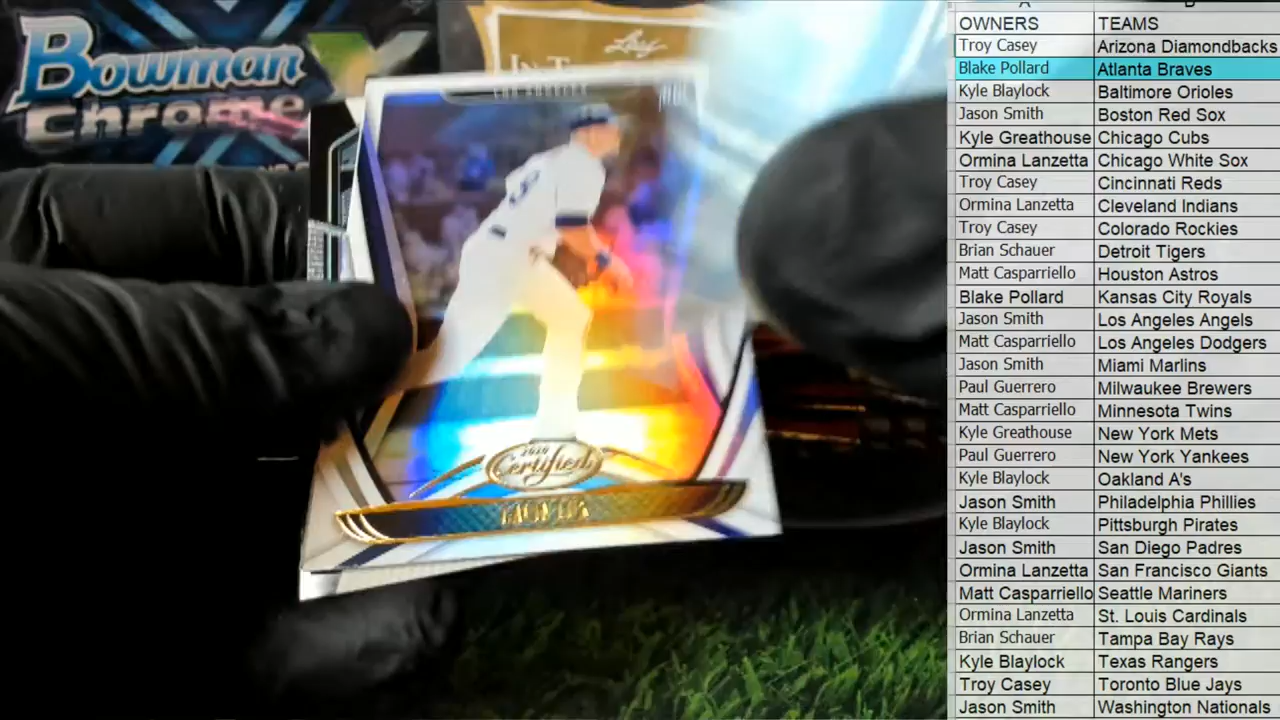 Bowman
Chrome
Leaf
LOS ANGELES
2020
Certified
OWNERS TEAMS
Troy Casey Arizona Diamondbacks
Blake Pollard Atlanta Braves
Kyle Blaylock Baltimore Orioles
Jason Smith Boston Red Sox
Kyle Greathouse Chicago Cubs
Ormina Lanzetta Chicago White Sox
Troy Casey Cincinnati Reds
Ormina Lanzetta Cleveland Indians
Troy Casey Colorado Rockies
Brian Schauer Detroit Tigers
Matt Casparriello Houston Astros
Blake Pollard Kansas City Royals
Jason Smith Los Angeles Angels
Matt Casparriello Los Angeles Dodgers
Jason Smith Miami Marlins
Paul Guerrero Milwaukee Brewers
Matt Casparriello Minnesota Twins
Kyle Greathouse New York Mets
Paul Guerrero New York Yankees
Kyle Blaylock Oakland A's
Jason Smith Philadelphia Phillies
Kyle Blaylock Pittsburgh Pirates
Jason Smith San Diego Padres
Ormina Lanzetta San Francisco Giants
Matt Casparriello Seattle Mariners
Ormina Lanzetta St. Louis Cardinals
Brian Schauer Tampa Bay Rays
Kyle Blaylock Texas Rangers
Troy Casey Toronto Blue Jays
Jason Smith Washington Nationals